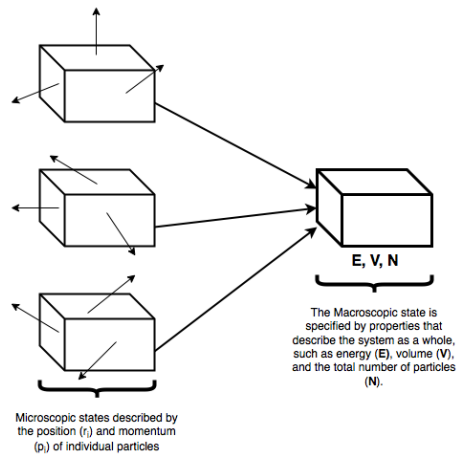 E, V, N
The Macroscopic state is
specified by properties that
describe the system as a whole,
such as energy (E), volume (V),
and the total number of particles
(N).
Microscopic states described by
the position (rᵢ) and momentum
(pᵢ) of individual particles